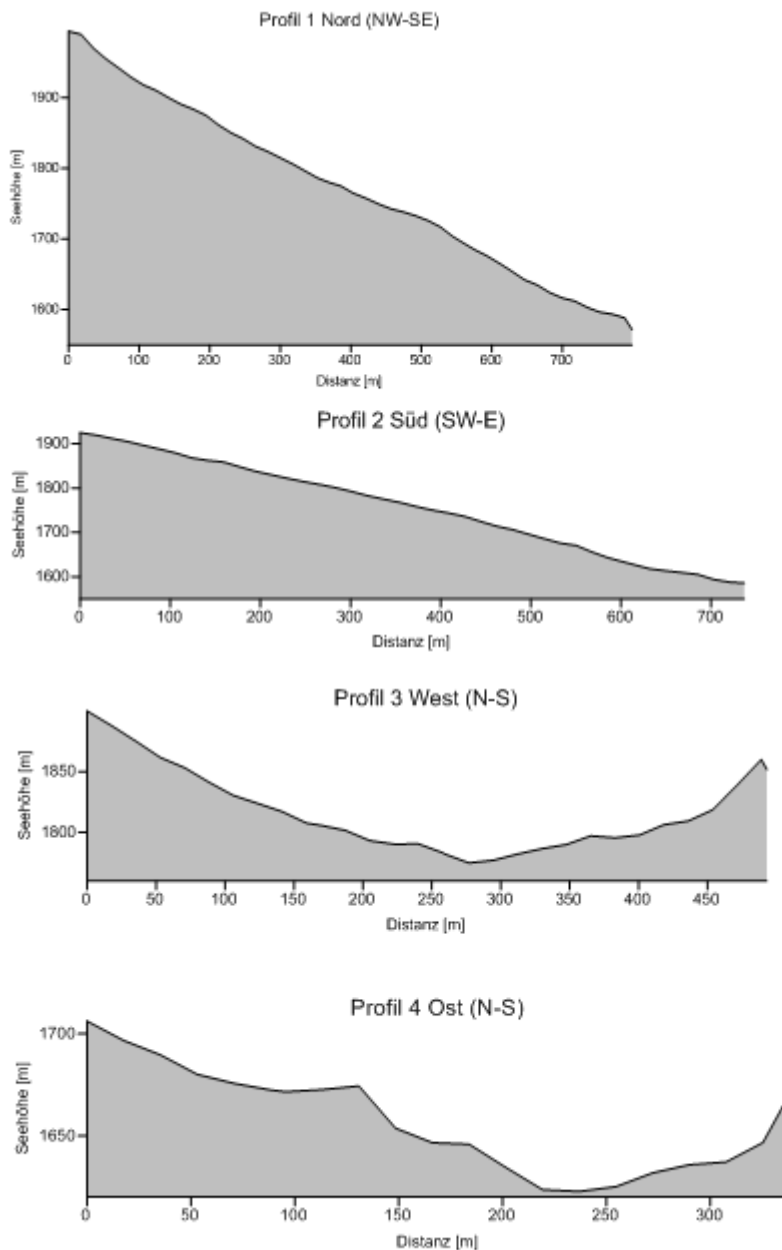 Profil 1 Nord (NW-SE)
Seehöhe [m]
1900
1800
1700
1600
0 100 200 300 400 500 600 700
Distanz [m]
Profil 2 Süd (SW-E)
Seehöhe [m]
1900
1800
1700
1600
0 100 200 300 400 500 600 700
Distanz [m]
Profil 3 West (N-S)
Seehöhe [m]
1850
1800
0 50 100 150 200 250 300 350 400 450
Distanz [m]
Profil 4 Ost (N-S)
Seehöhe [m]
1700
1650
0 50 100 150 200 250 300
Distanz [m]